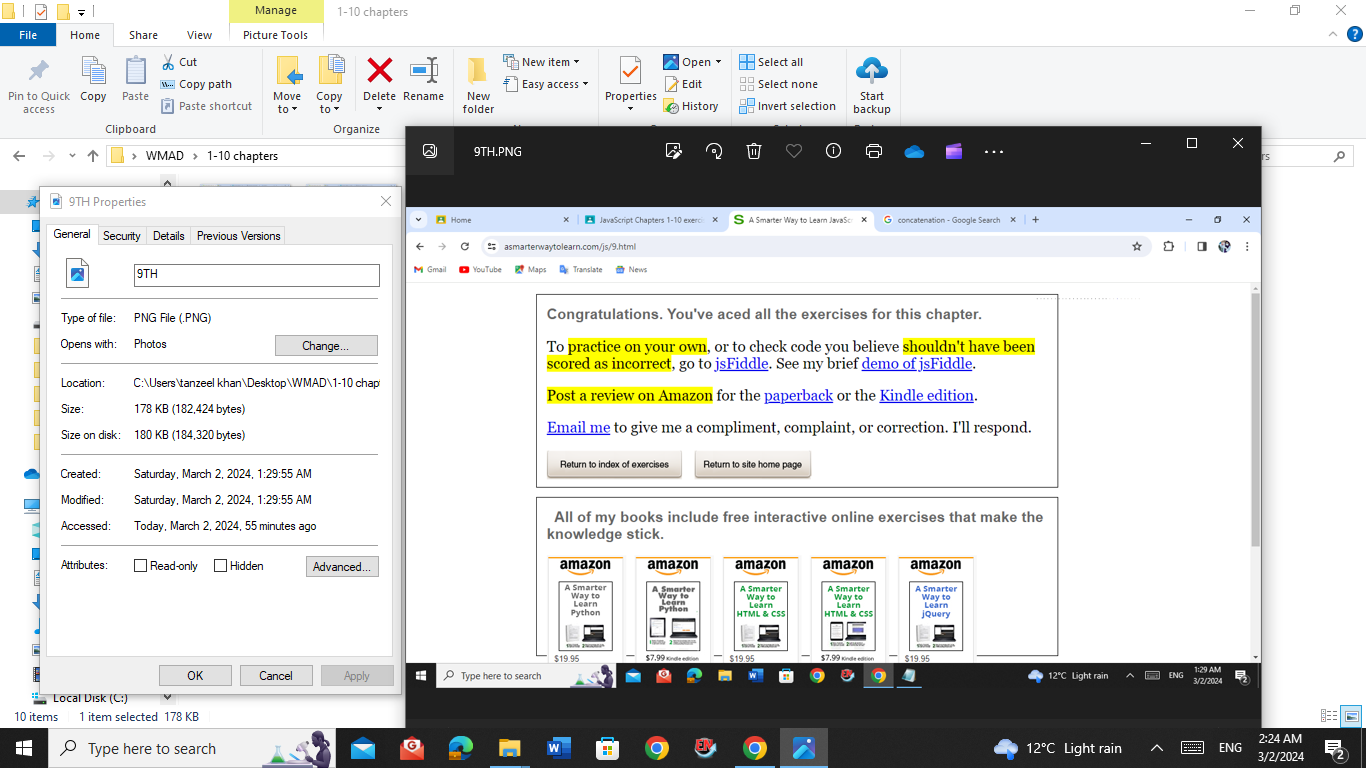 Manage
1-10 chapters
File
Home
Share
View
Picture Tools
Pin to Quick access
Copy
Paste
Cut
Copy path
Paste shortcut
Clipboard
Move to
Copy to
Delete
Rename
Organize
New folder
New item
Easy access
Properties
Open
Edit
History
Select all
Select none
Invert selection
Start backup
WMAD
1-10 chapters
9TH Properties
General
Security
Details
Previous Versions
9TH
Type of file: PNG File (.PNG)
Opens with: Photos
Change...
Location: C:\Users\tanzeel khan\Desktop\WMAD\1-10 chapt
Size: 178 KB (182,424 bytes)
Size on disk: 180 KB (184,320 bytes)
Created: Saturday, March 2, 2024, 1:29:55 AM
Modified: Saturday, March 2, 2024, 1:29:55 AM
Accessed: Today, March 2, 2024, 55 minutes ago
Attributes: Read-only Hidden Advanced...
OK Cancel Apply
Local Disk (C:)
10 items 1 item selected 178 KB
9TH.PNG
Home
JavaScript Chapters 1-10 exerci
A Smarter Way to Learn JavaSc
concatenation - Google Search
asmarterwaytolearn.com/js/9.html
Gmail YouTube Maps Translate News
Congratulations. You've aced all the exercises for this chapter.
To practice on your own, or to check code you believe shouldn't have been
scored as incorrect, go to jsFiddle. See my brief demo of jsFiddle.
Post a review on Amazon for the paperback or the Kindle edition.
Email me to give me a compliment, complaint, or correction. I'll respond.
Return to index of exercises Return to site home page
All of my books include free interactive online exercises that make the
knowledge stick.
amazon amazon amazon amazon amazon
A Smarter Way to Learn Python
A Smarter Way to Learn Python
A Smarter Way to Learn HTML & CSS
A Smarter Way to Learn HTML & CSS
A Smarter Way to Learn jQuery
$19.95 $7.99 Kindle edition $19.95 $7.99 Kindle edition $19.95
Type here to search
12°C Light rain
ENG
1:29 AM
3/2/2024
2
Type here to search
12°C Light rain
ENG
2:24 AM
3/2/2024
2